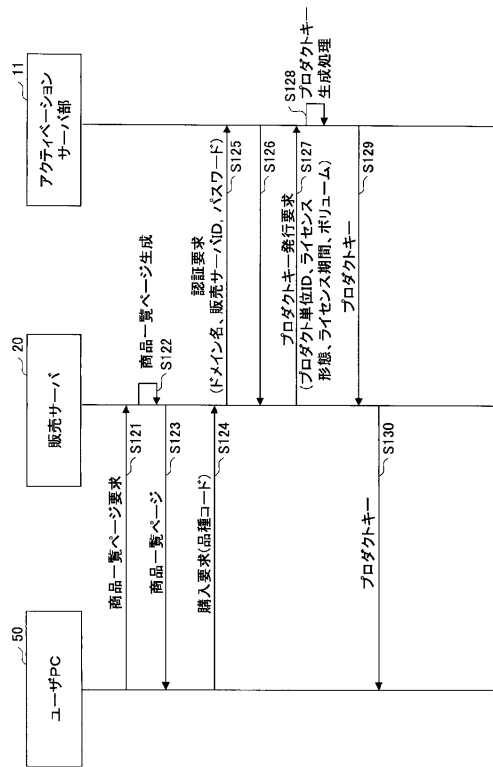 50
ユーザPC
20
販売サーバ
11
アクティベーション
サーバ部
商品一覧ページ要求
S121
商品一覧ページ生成
S122
商品一覧ページ
S123
購入要求(品種コード)
S124
認証要求
(ドメイン名、販売サーバID, パスワード)
S125
S126
プロダクトキー発行要求
(プロダクト単位ID、ライセンス
形態、ライセンス期間、ボリューム)
S127
S128
プロダクトキー
生成処理
プロダクトキー
S129
プロダクトキー
S130